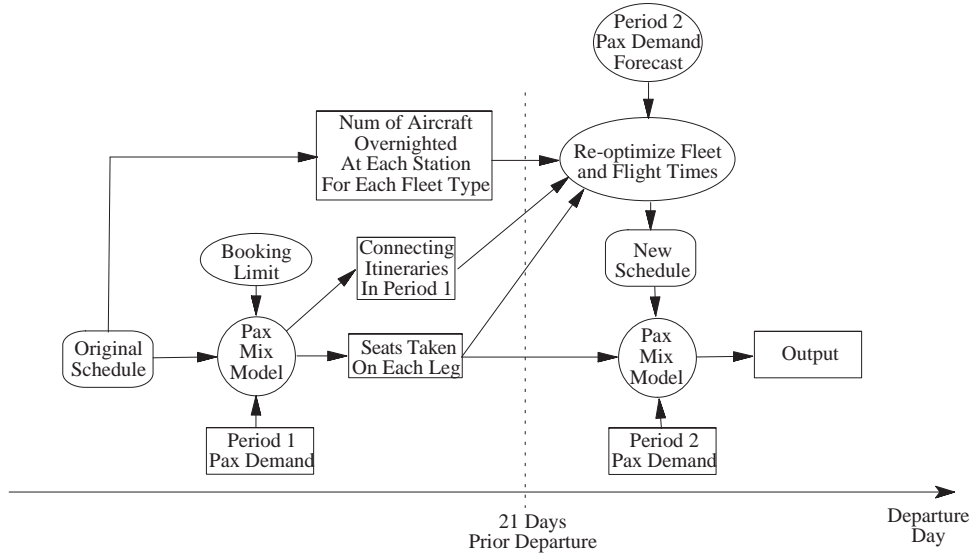 Period 2
Pax Demand
Forecast
Num of Aircraft
Overnighted
At Each Station
For Each Fleet Type
Re-optimize Fleet
and Flight Times
Booking
Limit
Connecting
Itineraries
In Period 1
New
Schedule
Original
Schedule
Pax
Mix
Model
Seats Taken
On Each Leg
Pax
Mix
Model
Output
Period 1
Pax Demand
Period 2
Pax Demand
21 Days
Prior Departure
Departure
Day